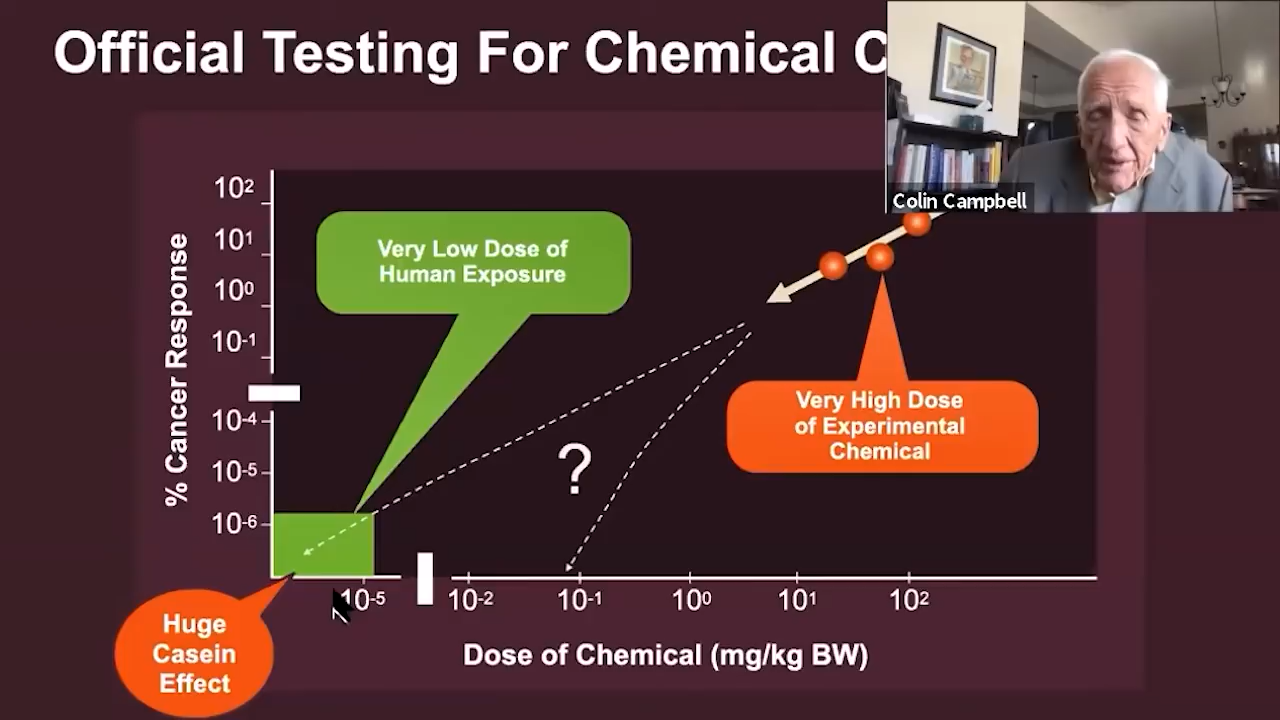 Official Testing For Chemical C
Colin Campbell
% Cancer Response
10²
10¹
10⁰
10⁻¹
10⁻⁴
10⁻⁵
10⁻⁶
Very Low Dose of
Human Exposure
?
Very High Dose
of Experimental
Chemical
10⁻⁵ 10⁻² 10⁻¹ 10⁰ 10¹ 10²
Dose of Chemical (mg/kg BW)
Huge
Casein
Effect